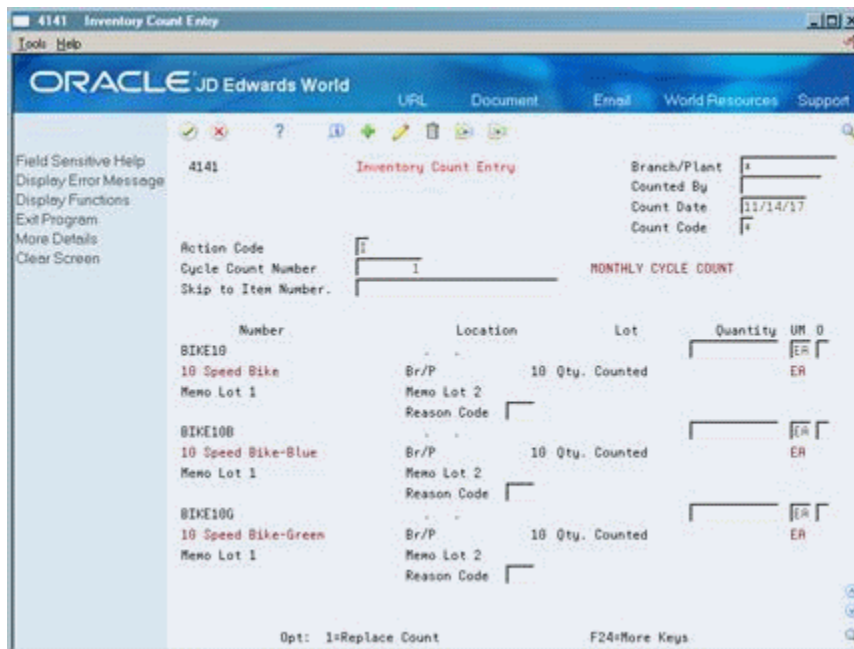 4141 Inventory Count Entry
Tools Help
ORACLE JD Edwards World
URL Document Email World Resources Support
Field Sensitive Help
Display Error Message
Display Functions
Exit Program
More Details
Clear Screen
4141 Inventory Count Entry Branch/Plant *
Counted By
Count Date 11/14/17
Count Code *
Action Code I
Cycle Count Number 1 MONTHLY CYCLE COUNT
Skip to Item Number.
Number Location Lot Quantity UM O
BIKE10 . . EA
10 Speed Bike Br/P 10 Qty. Counted EA
Memo Lot 1 Memo Lot 2
Reason Code
BIKE10B . . EA
10 Speed Bike-Blue Br/P 10 Qty. Counted EA
Memo Lot 1 Memo Lot 2
Reason Code
BIKE10G . . EA
10 Speed Bike-Green Br/P 10 Qty. Counted EA
Memo Lot 1 Memo Lot 2
Reason Code
Opt: 1=Replace Count F24=More Keys